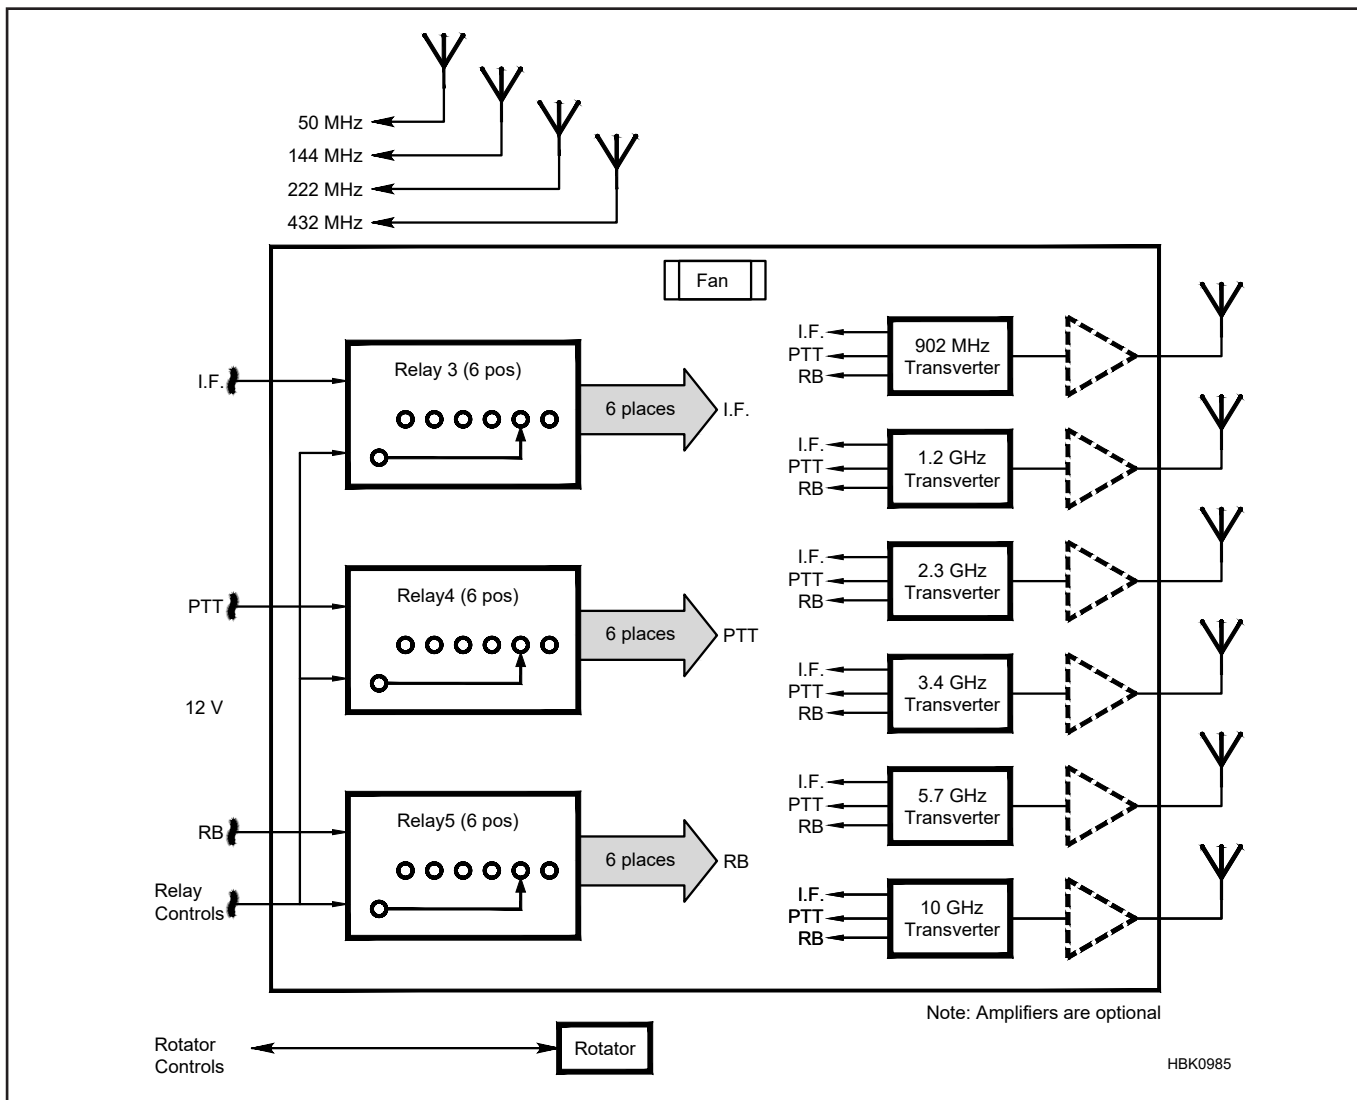 50 MHz
144 MHz
222 MHz
432 MHz
Fan
I.F.
Relay 3 (6 pos)
6 places
I.F.
PTT
Relay4 (6 pos)
6 places
PTT
12 V
RB
Relay5 (6 pos)
6 places
RB
Relay
Controls
I.F.
PTT
RB
902 MHz
Transverter
I.F.
PTT
RB
1.2 GHz
Transverter
I.F.
PTT
RB
2.3 GHz
Transverter
I.F.
PTT
RB
3.4 GHz
Transverter
I.F.
PTT
RB
5.7 GHz
Transverter
I.F.
PTT
RB
10 GHz
Transverter
Note: Amplifiers are optional
Rotator
Controls
Rotator
HBK0985